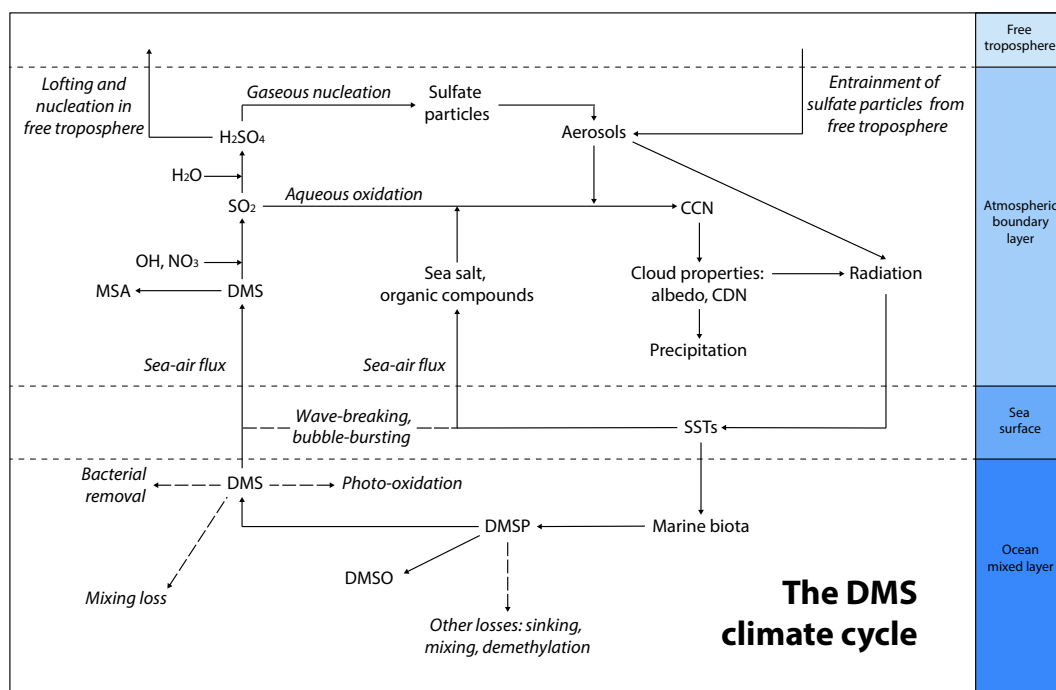 Free
troposphere
Lofting and
nucleation in
free troposphere
Gaseous nucleation
Sulfate
particles
Entrainment of
sulfate particles from
free troposphere
H₂SO₄
Aerosols
H₂O
Aqueous oxidation
SO₂
CCN
Atmospheric
boundary
layer
OH, NO₃
Sea salt,
organic compounds
Cloud properties:
albedo, CDN
Radiation
MSA
DMS
Precipitation
Sea-air flux
Sea-air flux
Wave-breaking,
bubble-bursting
SSTs
Sea
surface
Bacterial
removal
DMS
Photo-oxidation
DMSP
Marine biota
DMSO
Mixing loss
Other losses: sinking,
mixing, demethylation
Ocean
mixed layer
The DMS
climate cycle